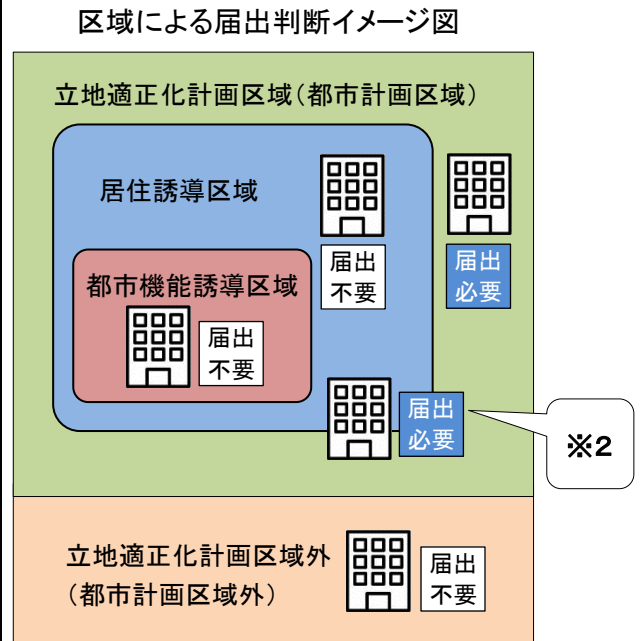 区域による届出判断イメージ図
立地適正化計画区域（都市計画区域）
居住誘導区域
届出
不要
届出
必要
都市機能誘導区域
届出
不要
届出
必要
※2
立地適正化計画区域外
（都市計画区域外）
届出
不要